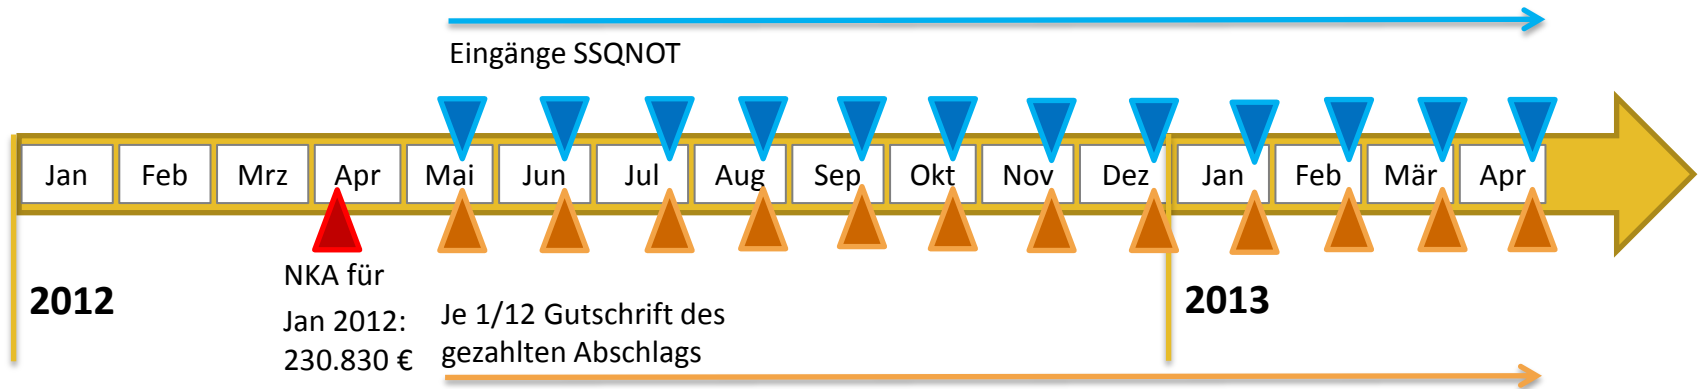 Eingänge SSQNOT
Jan Feb Mrz Apr Mai Jun Jul Aug Sep Okt Nov Dez Jan Feb Mär Apr
2012
NKA für
Jan 2012:
230.830 €
Je 1/12 Gutschrift des
gezahlten Abschlags
2013